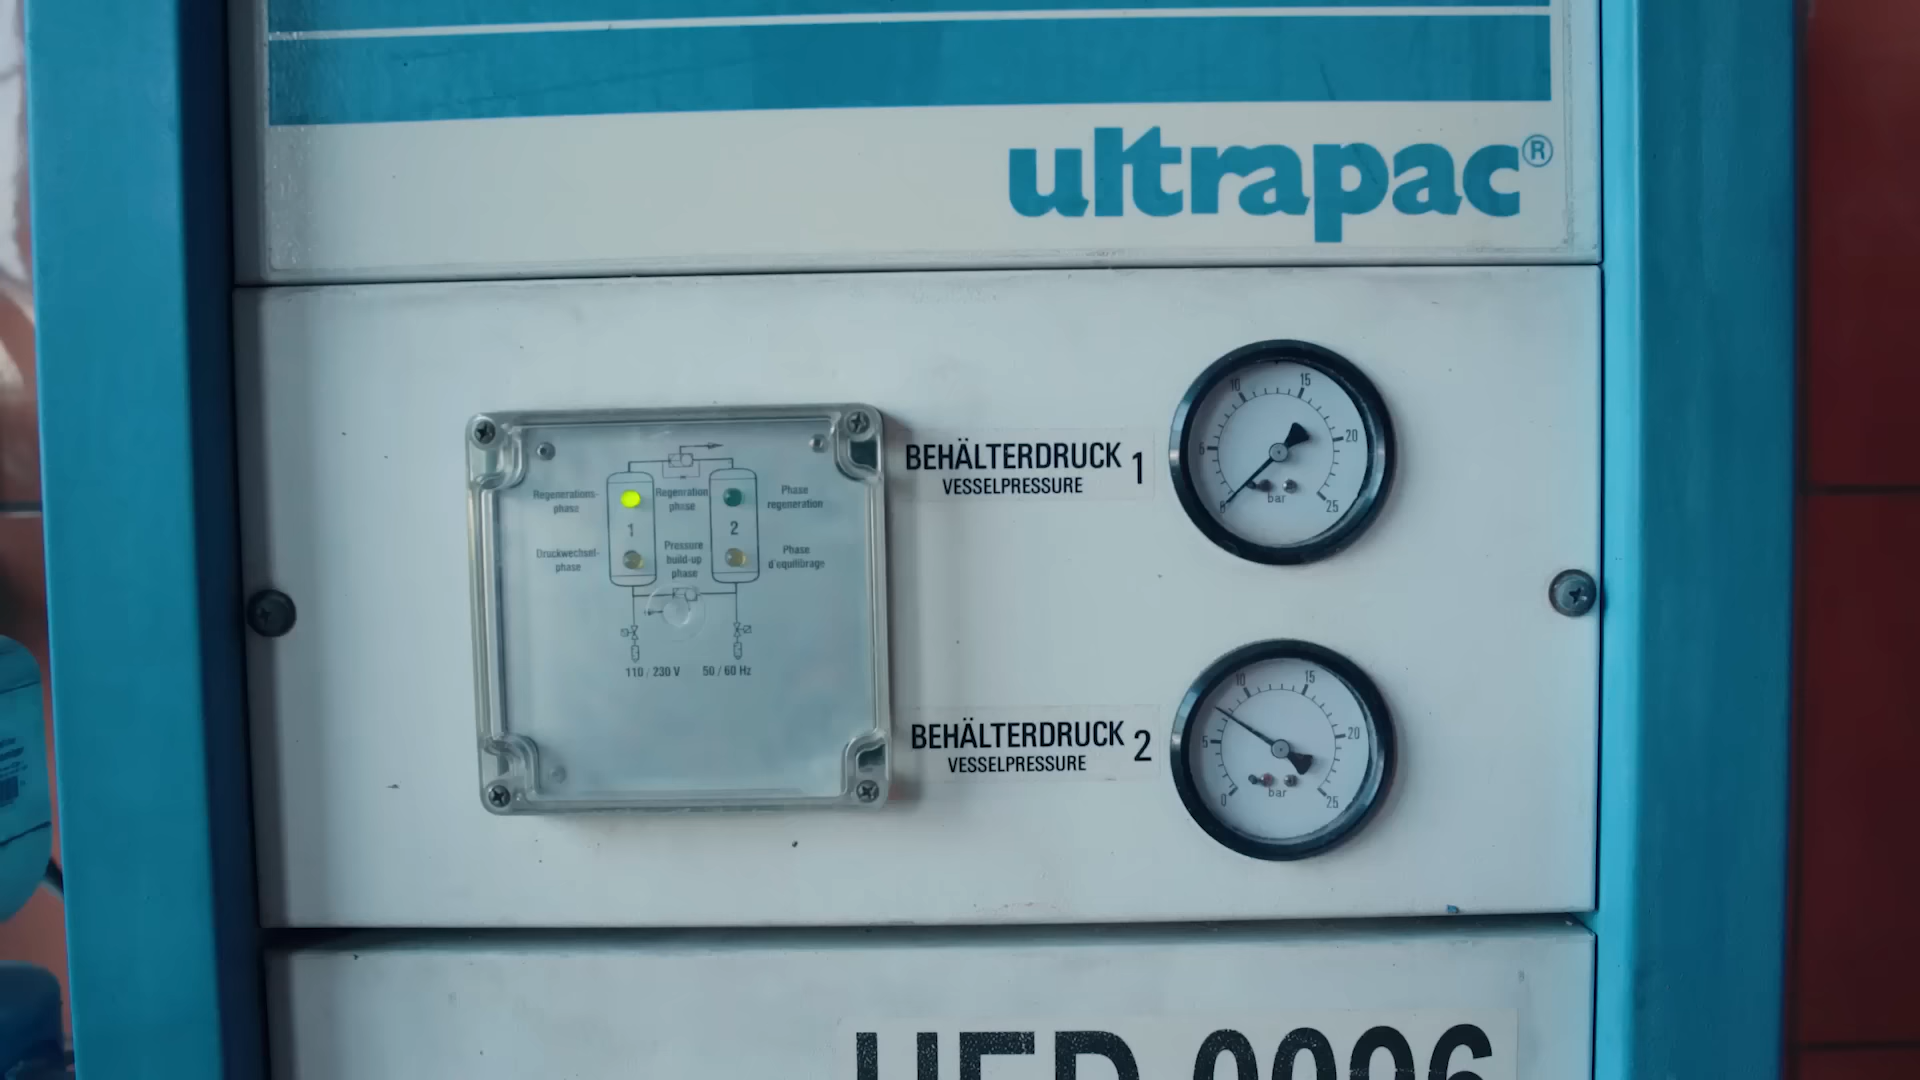 ultrapac®
BEHÄLTERDRUCK 1
VESSELPRESSURE
10 15
5 20
0 bar 25
Regenerations-
phase
Regenration
phase
Phase
regeneration
1 2
Druckwechsel-
phase
Pressure
build-up
phase
Phase
d'equilibrage
110 / 230 V 50 / 60 Hz
BEHÄLTERDRUCK 2
VESSELPRESSURE
10 15
5 20
0 bar 25